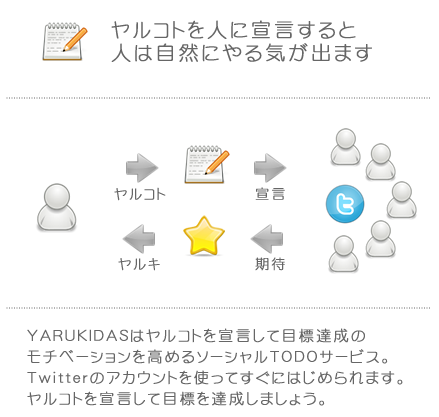 ヤルコトを人に宣言すると
人は自然にやる気が出ます
ヤルコト
宣言
ヤルキ
期待
YARUKIDASはヤルコトを宣言して目標達成の
モチベーションを高めるソーシャルTODOサービス。
Twitterのアカウントを使ってすぐにはじめられます。
ヤルコトを宣言して目標を達成しましょう。